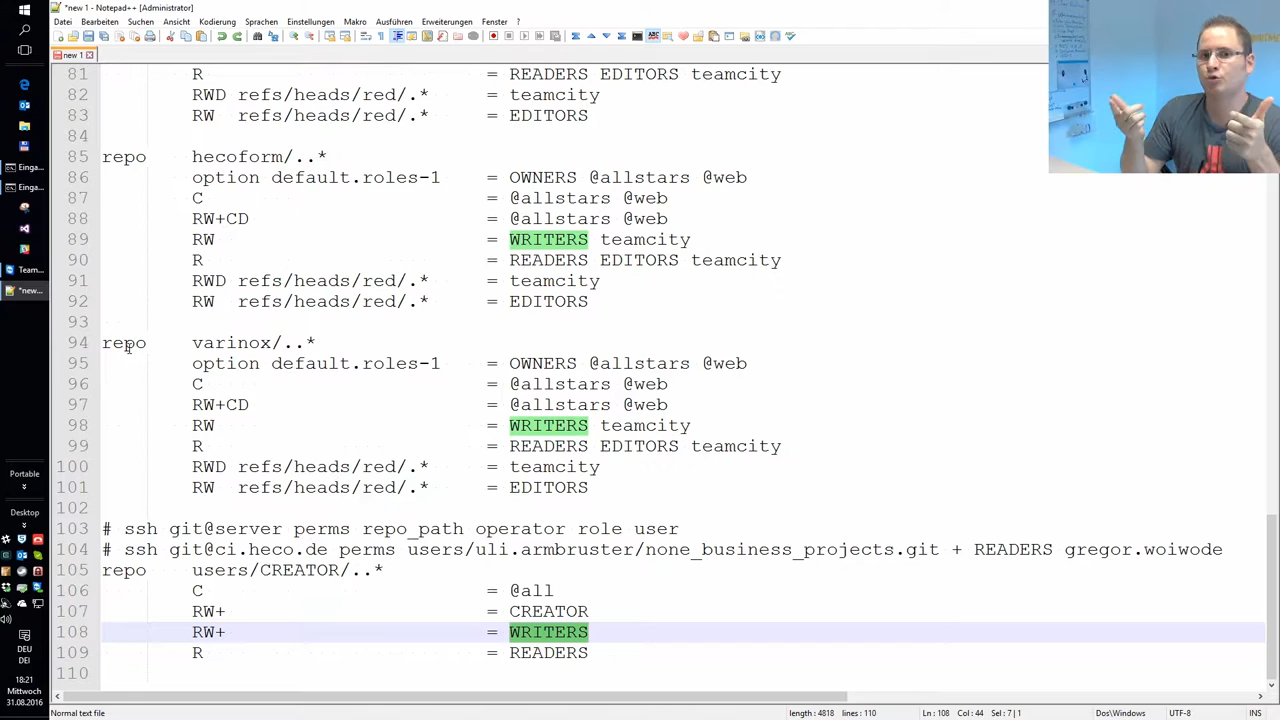 *new 1 - Notepad++ [Administrator]
Datei Bearbeiten Suchen Ansicht Kodierung Sprachen Einstellungen Makro Ausführen Erweiterungen Fenster ?
new 1
81 R = READERS EDITORS teamcity
82 RWD refs/heads/red/.* = teamcity
83 RW refs/heads/red/.* = EDITORS
84
85 repo hecoform/..*
86 option default.roles-1 = OWNERS @allstars @web
87 C = @allstars @web
88 RW+CD = @allstars @web
89 RW = WRITERS teamcity
90 R = READERS EDITORS teamcity
91 RWD refs/heads/red/.* = teamcity
92 RW refs/heads/red/.* = EDITORS
93
94 repo varinox/..*
95 option default.roles-1 = OWNERS @allstars @web
96 C = @allstars @web
97 RW+CD = @allstars @web
98 RW = WRITERS teamcity
99 R = READERS EDITORS teamcity
100 RWD refs/heads/red/.* = teamcity
101 RW refs/heads/red/.* = EDITORS
102
103 # ssh git@server perms repo_path operator role user
104 # ssh git@ci.heco.de perms users/uli.armbruster/none_business_projects.git + READERS gregor.woiwode
105 repo users/CREATOR/..*
106 C = @all
107 RW+ = CREATOR
108 RW+ = WRITERS
109 R = READERS
110
Normal text file length : 4818 lines : 110 Ln : 108 Col : 44 Sel : 7 | 1 Dos\Windows UTF-8 INS
Einga...
Einga...
Team...
*new...
Portable
Desktop
DEU
DEI
18:21
Mittwoch
31.08.2016